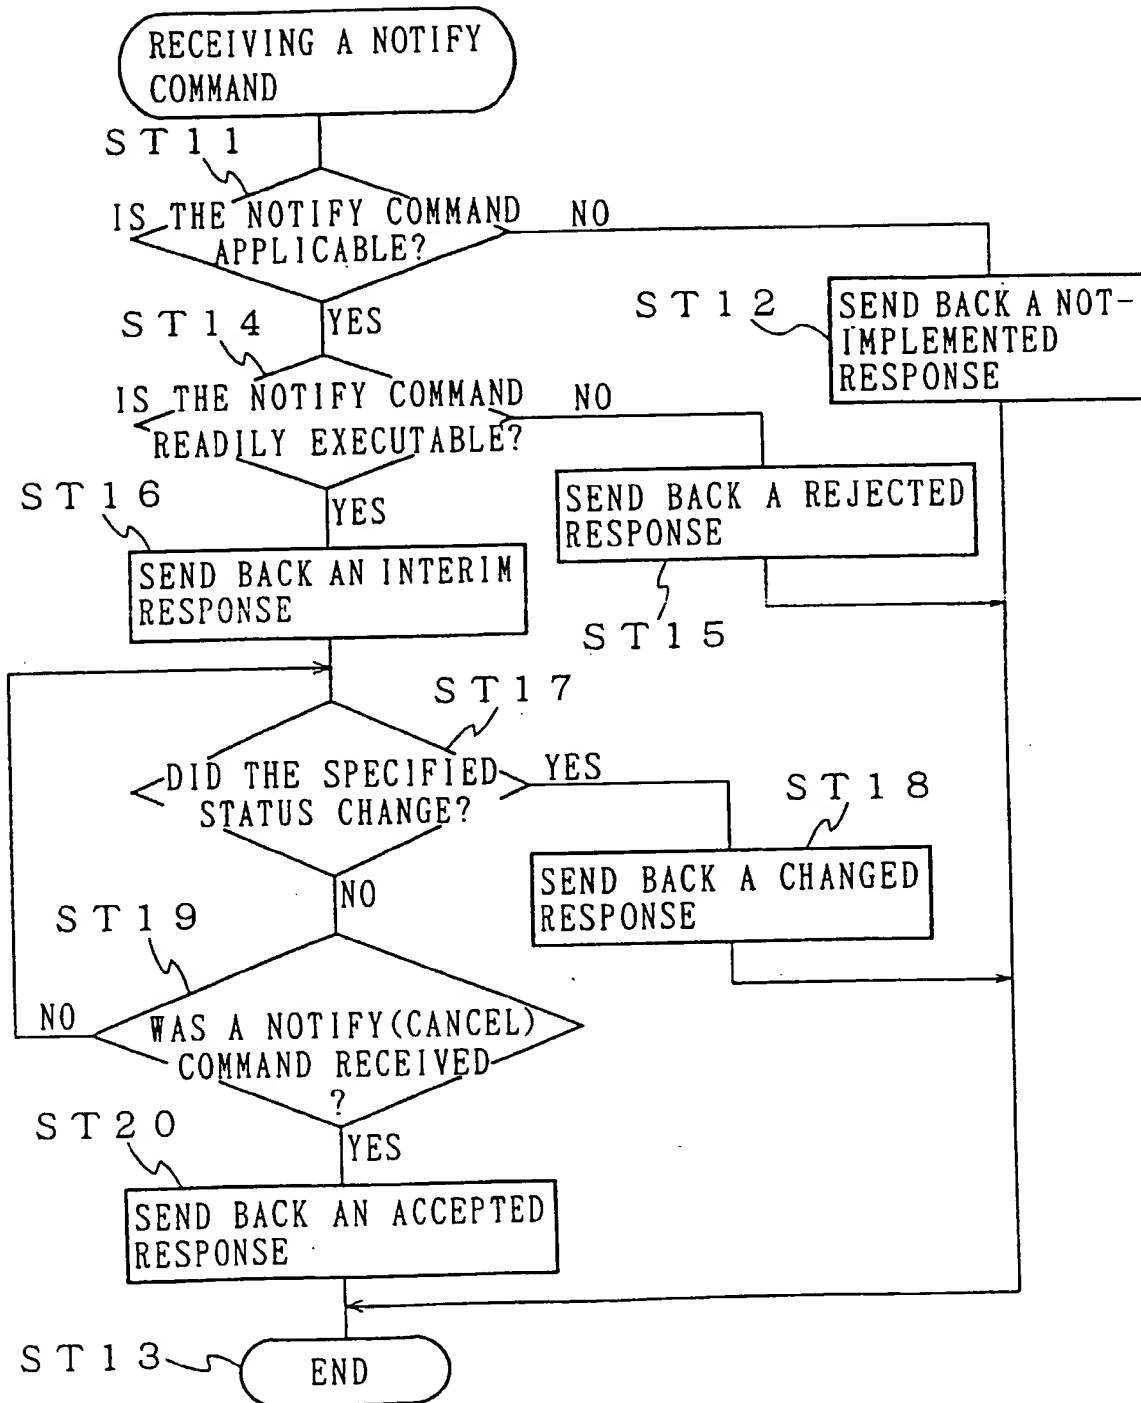 RECEIVING A NOTIFY
COMMAND
ST11
IS THE NOTIFY COMMAND
APPLICABLE?
NO
YES
ST12
SEND BACK A NOT-
IMPLEMENTED
RESPONSE
ST14
IS THE NOTIFY COMMAND
READILY EXECUTABLE?
NO
YES
SEND BACK A REJECTED
RESPONSE
ST15
ST16
SEND BACK AN INTERIM
RESPONSE
ST17
DID THE SPECIFIED
STATUS CHANGE?
YES
NO
ST18
SEND BACK A CHANGED
RESPONSE
ST19
NO
WAS A NOTIFY(CANCEL)
COMMAND RECEIVED
?
YES
ST20
SEND BACK AN ACCEPTED
RESPONSE
ST13
END